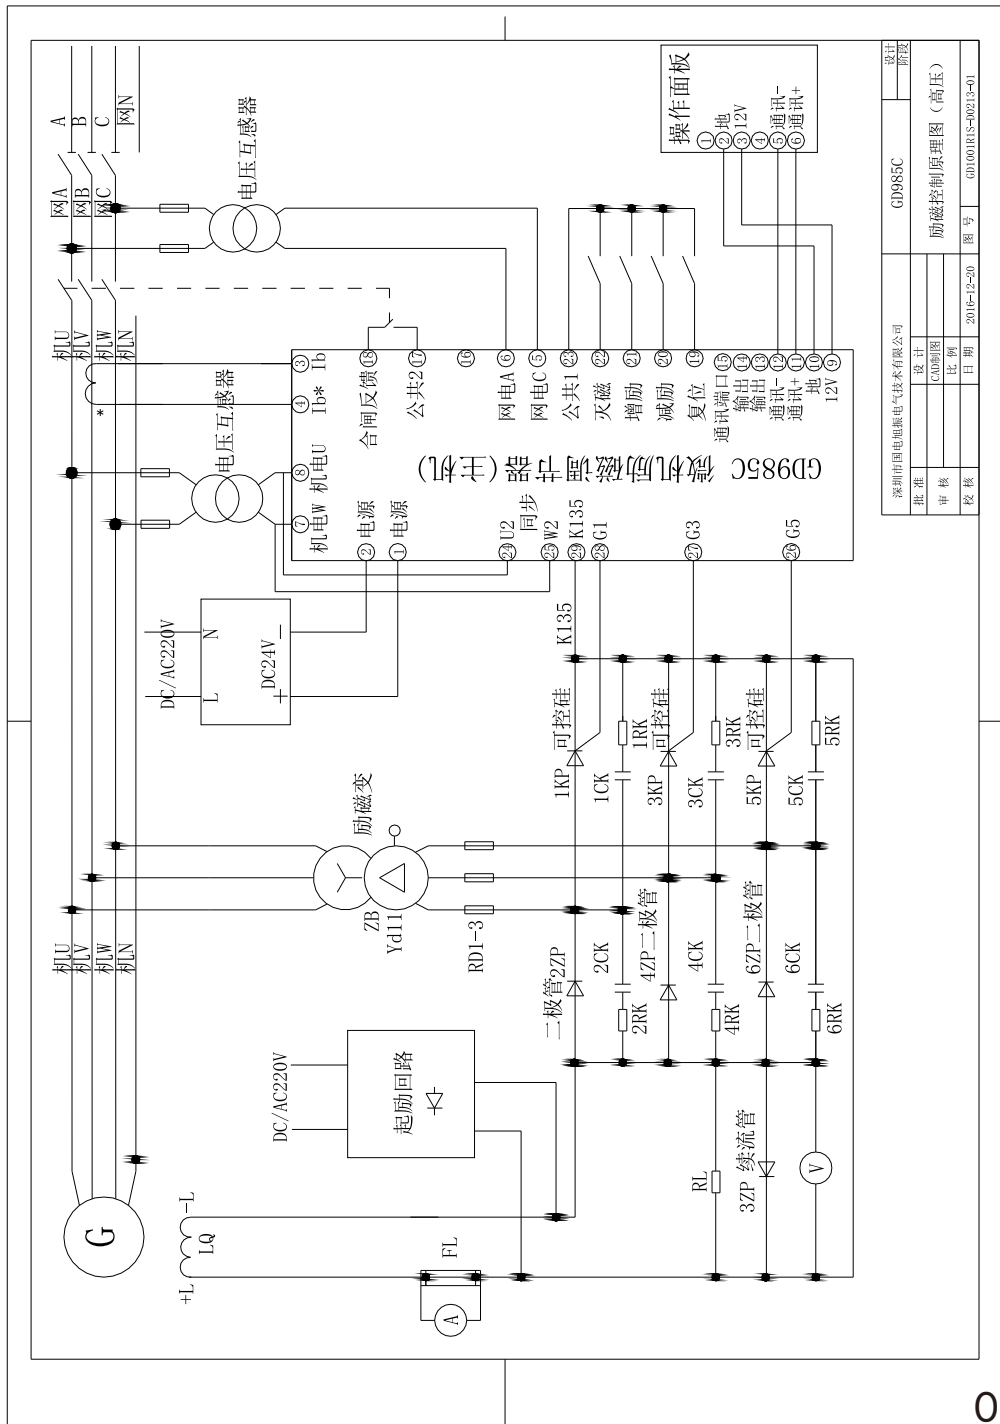 A
B
C
网N
网A
网B
网C
电压互感器
机U
机V
机W
机LN
*
电压互感器
操作面板
1
2 地
3 12V
4
5 通讯-
6 通讯+
3 Ib
4 Ib*
8 机电U
7 机电W
18 合闸反馈
17 公共2
16
6 网电A
5 网电C
23 公共1
22 灭磁
21 增励
20 减励
19 复位
15 通讯端口
14 输出
13 输出
12 通讯-
11 通讯+
10 地
9 12V
GD985C 微机励磁调节器(主机)
2 电源
1 电源
24 U2
同步
25 W2
29 K135
28 G1
27 G3
26 G5
DC/AC220V
N
L
DC24V
—
+
K135
1KP
可控硅
1CK
1RK
3KP
可控硅
3CK
3RK
5KP
可控硅
5CK
5RK
励磁变
ZB
Yd11
RD1-3
机U
机V
机W
机LN
二极管2ZP
2CK
2RK
4ZP二极管
4CK
4RK
6ZP二极管
6CK
6RK
DC/AC220V
起励回路
G
-L
LQ
+L
FL
A
RL
3ZP 续流管
V
深圳市国电旭振电气技术有限公司
GD985C
设计
阶段
批 准
设 计
审 核
CAD制图
比 例
校 核
日 期
2016-12-20
励磁控制原理图（高压）
图 号
GD1001R1S-D0213-01
0